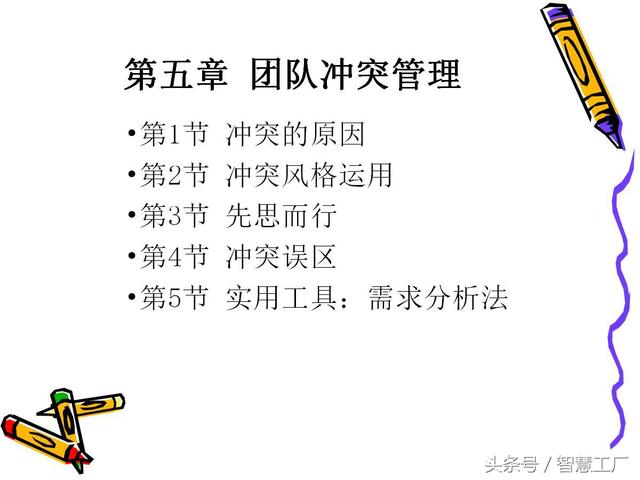 第五章 团队冲突管理
•第1节 冲突的原因
•第2节 冲突风格运用
•第3节 先思而行
•第4节 冲突误区
•第5节 实用工具：需求分析法
头条号／智慧工厂